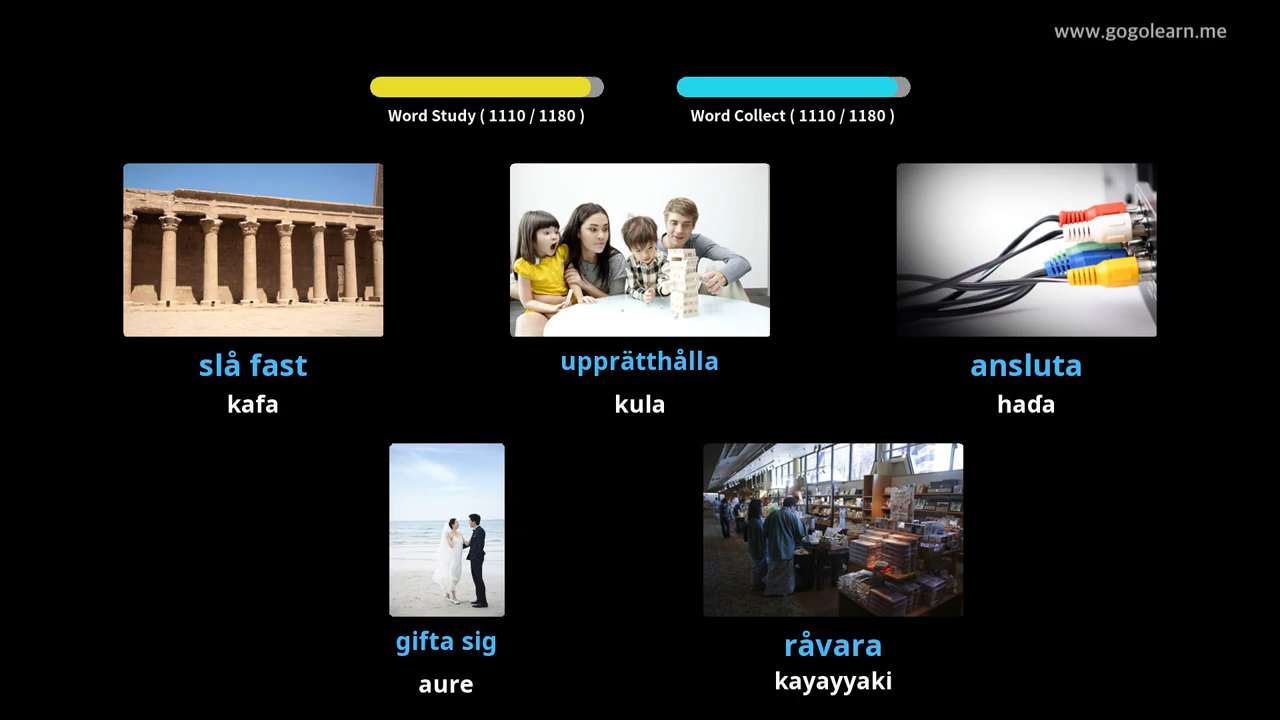 www.gogolearn.me
Word Study ( 1110 / 1180 )
Word Collect ( 1110 / 1180 )
slå fast
kafa
upprätthålla
kula
ansluta
haɗa
gifta sig
aure
råvara
kayayyaki